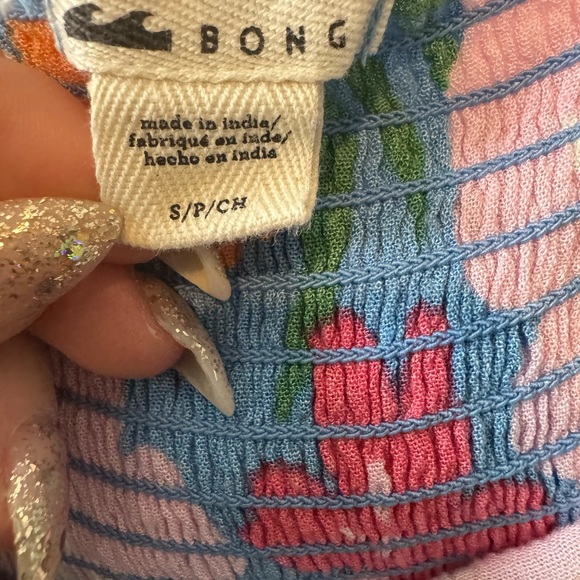 BONG
made in india/
fabriqué en inde/
hecho en india
S/P/CH